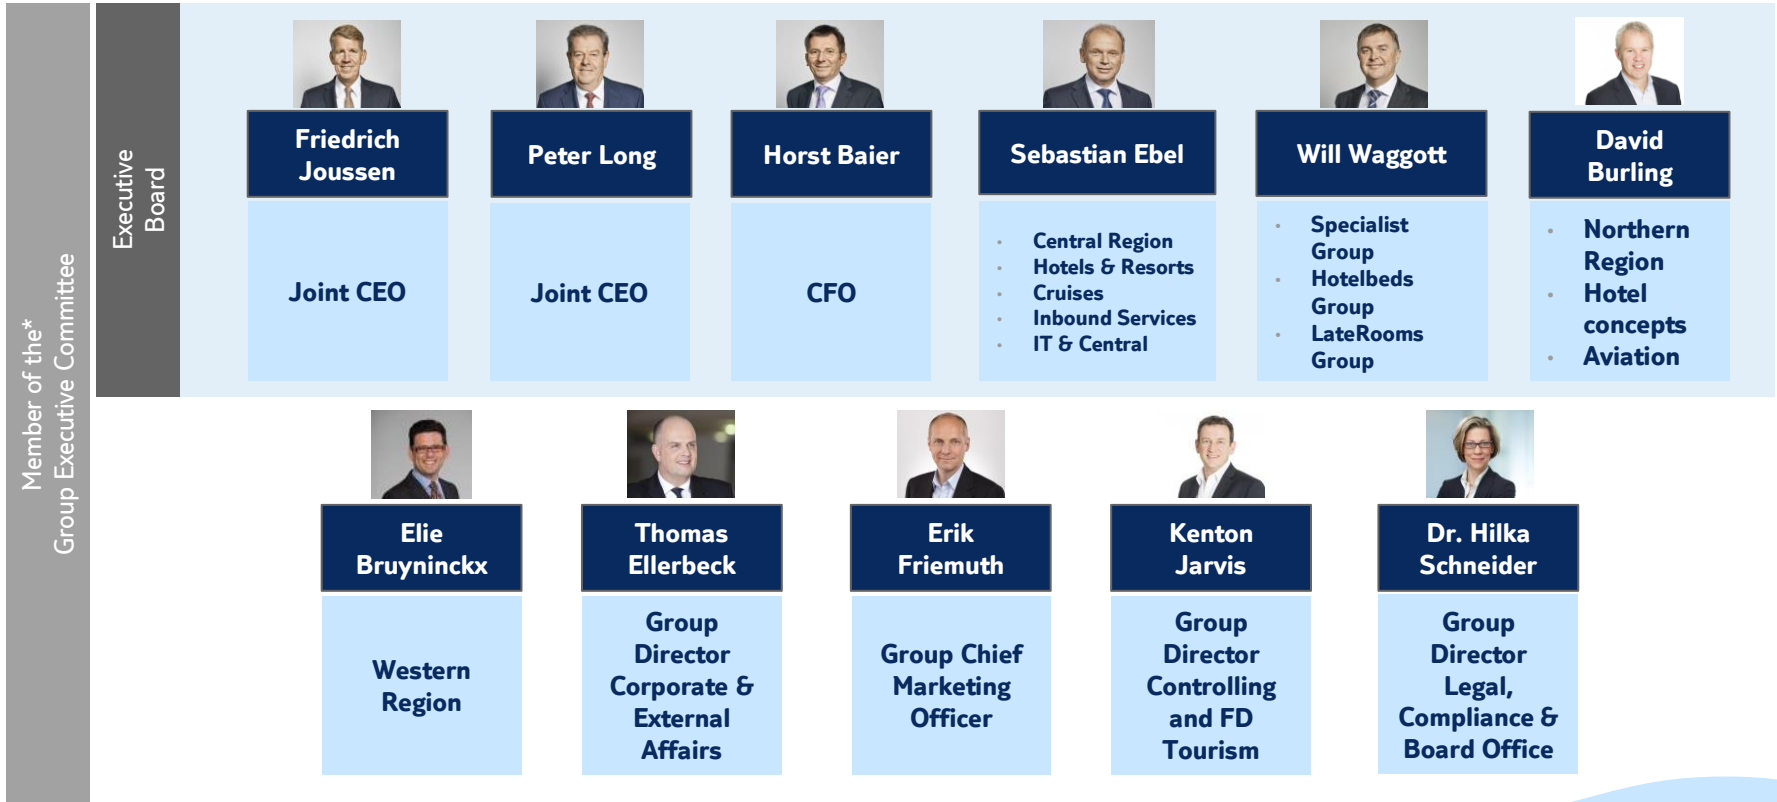 Member of the*
Group Executive Committee
Executive
Board
Friedrich
Joussen
Joint CEO
Peter Long
Joint CEO
Horst Baier
CFO
Sebastian Ebel
• Central Region
• Hotels & Resorts
• Cruises
• Inbound Services
• IT & Central
Will Waggott
• Specialist
Group
• Hotelbeds
Group
• LateRooms
Group
David
Burling
• Northern
Region
• Hotel
concepts
• Aviation
Elie
Bruyninckx
Western
Region
Thomas
Ellerbeck
Group
Director
Corporate &
External
Affairs
Erik
Friemuth
Group Chief
Marketing
Officer
Kenton
Jarvis
Group
Director
Controlling
and FD
Tourism
Dr. Hilka
Schneider
Group
Director
Legal,
Compliance &
Board Office